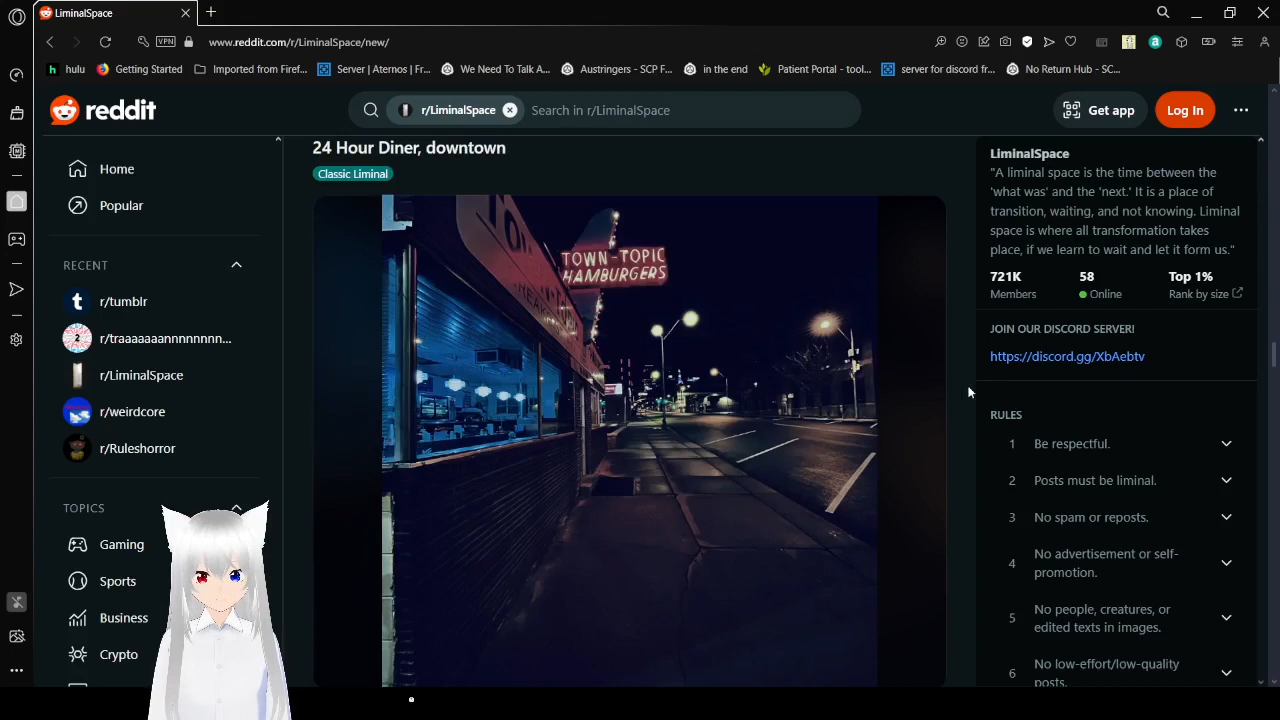 LiminalSpace
VPN
www.reddit.com/r/LiminalSpace/new/
hulu
Getting Started
Imported from Firef...
Server | Aternos | Fr...
We Need To Talk A...
Austringers - SCP F...
in the end
Patient Portal - tool...
server for discord fr...
No Return Hub - SC...
reddit
r/LiminalSpace
Search in r/LiminalSpace
Get app
Log In
Home
Popular
RECENT
r/tumblr
r/traaaaaaannnnnnnn...
r/LiminalSpace
r/weirdcore
r/Ruleshorror
TOPICS
Gaming
Sports
Business
Crypto
24 Hour Diner, downtown
Classic Liminal
TOWN-TOPIC
HAMBURGERS
LiminalSpace
"A liminal space is the time between the
'what was' and the 'next.' It is a place of
transition, waiting, and not knowing. Liminal
space is where all transformation takes
place, if we learn to wait and let it form us."
721K
Members
58
Online
Top 1%
Rank by size
JOIN OUR DISCORD SERVER!
https://discord.gg/XbAebtv
RULES
1 Be respectful.
2 Posts must be liminal.
3 No spam or reposts.
4 No advertisement or self-
promotion.
5 No people, creatures, or
edited texts in images.
6 No low-effort/low-quality
posts.